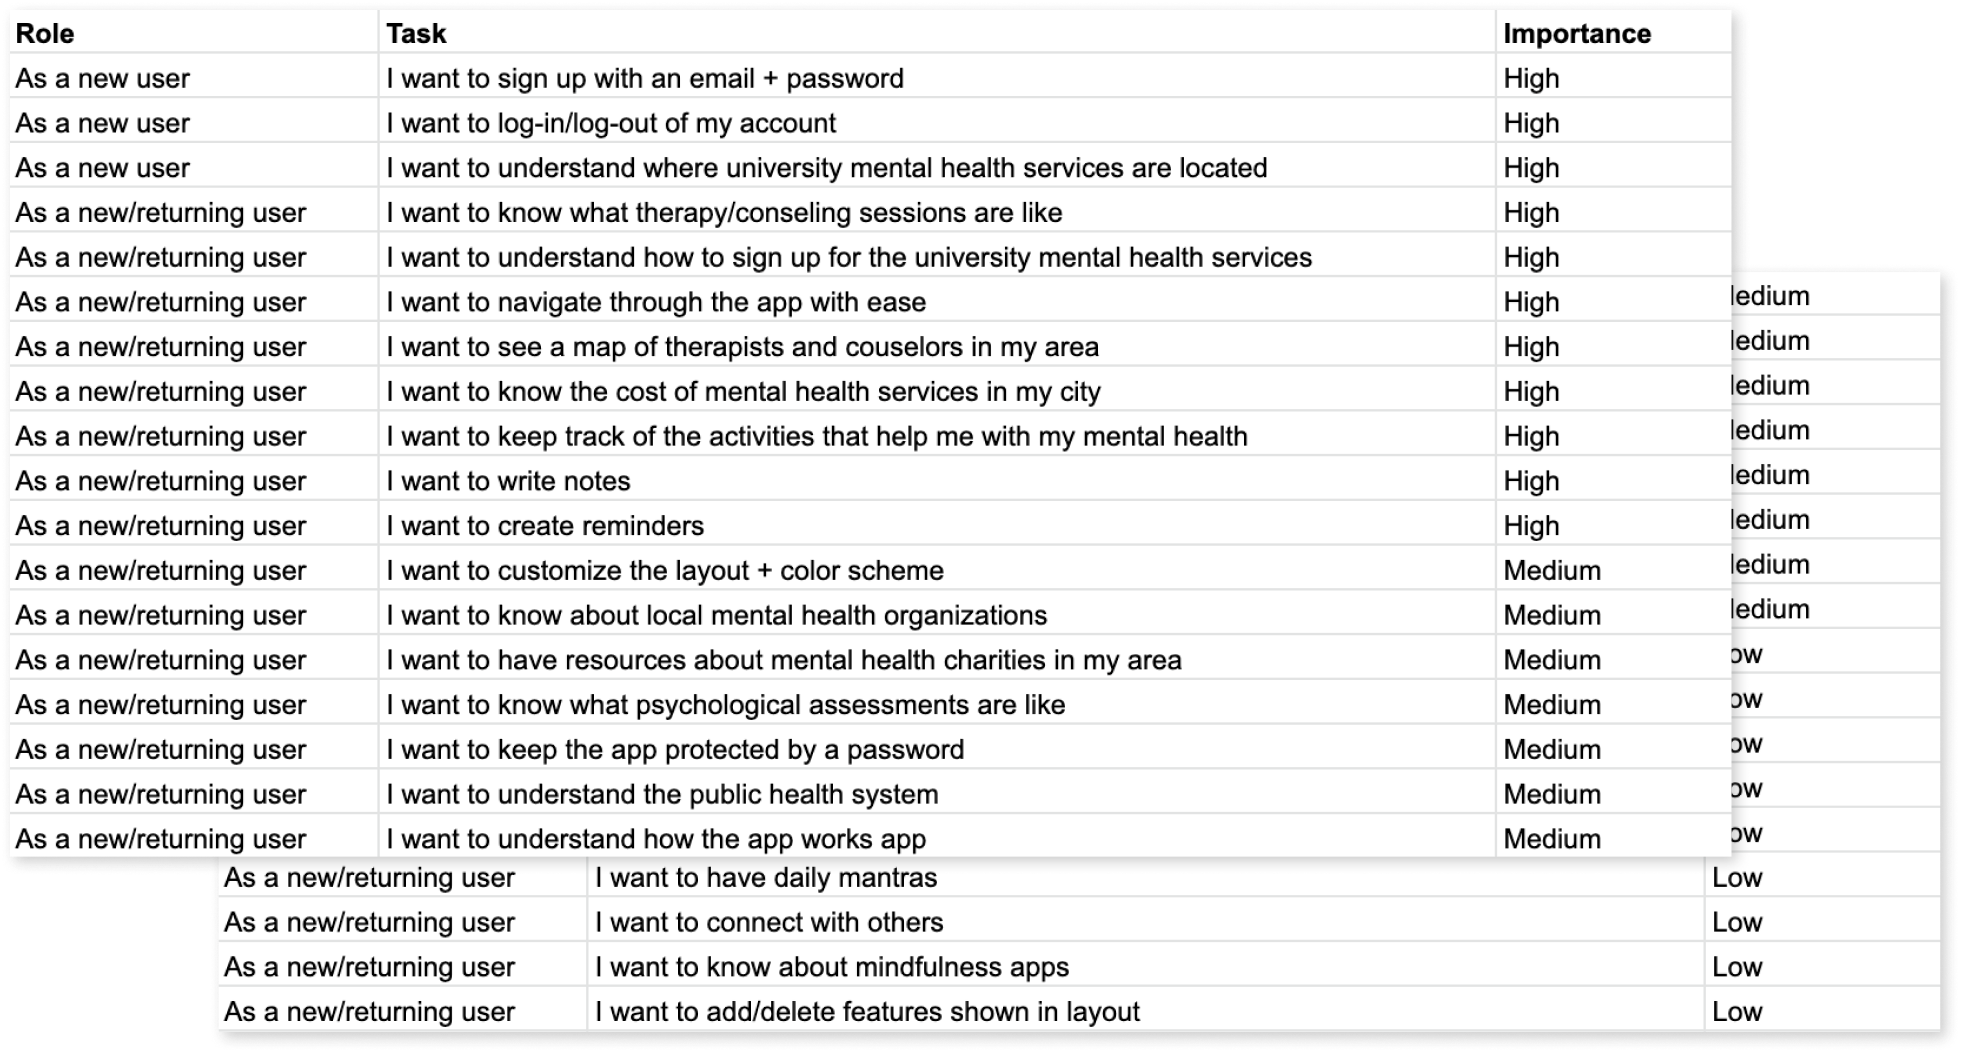 Role Task Importance
As a new user I want to sign up with an email + password High
As a new user I want to log-in/log-out of my account High
As a new user I want to understand where university mental health services are located High
As a new/returning user I want to know what therapy/conseling sessions are like High
As a new/returning user I want to understand how to sign up for the university mental health services High
As a new/returning user I want to navigate through the app with ease High
As a new/returning user I want to see a map of therapists and couselors in my area High
As a new/returning user I want to know the cost of mental health services in my city High
As a new/returning user I want to keep track of the activities that help me with my mental health High
As a new/returning user I want to write notes High
As a new/returning user I want to create reminders High
As a new/returning user I want to customize the layout + color scheme Medium
As a new/returning user I want to know about local mental health organizations Medium
As a new/returning user I want to have resources about mental health charities in my area Medium
As a new/returning user I want to know what psychological assessments are like Medium
As a new/returning user I want to keep the app protected by a password Medium
As a new/returning user I want to understand the public health system Medium
As a new/returning user I want to understand how the app works app Medium
As a new/returning user I want to have daily mantras Low
As a new/returning user I want to connect with others Low
As a new/returning user I want to know about mindfulness apps Low
As a new/returning user I want to add/delete features shown in layout Low